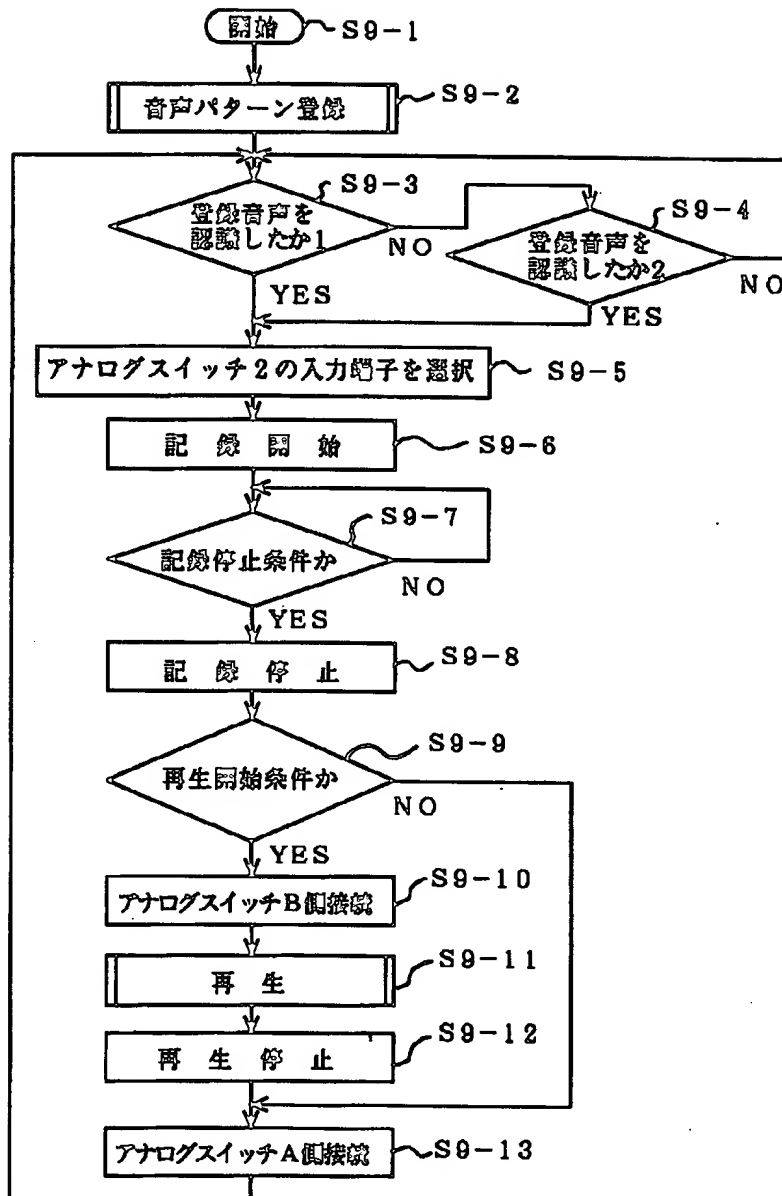 開始
S9-1
音声パターン登録
S9-2
S9-3
登録音声を
認識したか1
NO
YES
S9-4
登録音声を
認識したか2
NO
YES
アナログスイッチ2の入力端子を選択
S9-5
記録開始
S9-6
S9-7
記録停止条件か
NO
YES
記録停止
S9-8
S9-9
再生開始条件か
NO
YES
アナログスイッチB側接続
S9-10
再生
S9-11
再生停止
S9-12
アナログスイッチA側接続
S9-13